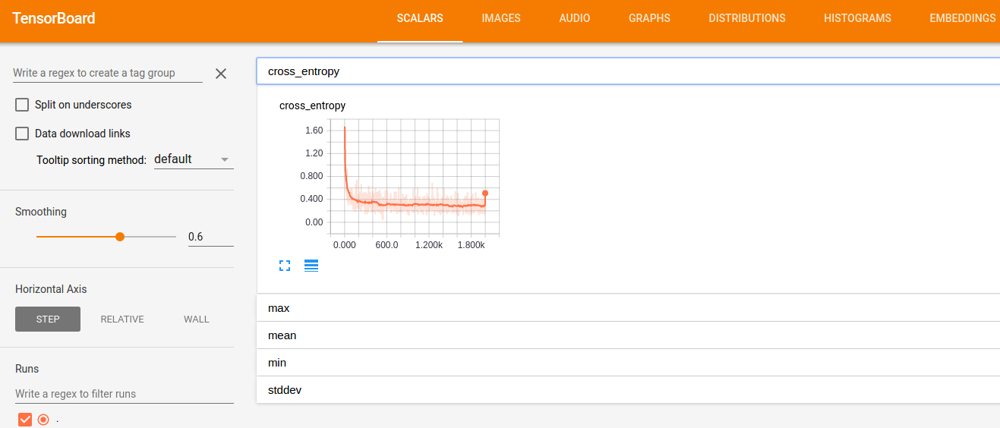 TensorBoard
SCALARS IMAGES AUDIO GRAPHS DISTRIBUTIONS HISTOGRAMS EMBEDDINGS
Write a regex to create a tag group
Split on underscores
Data download links
Tooltip sorting method: default
Smoothing
0.6
Horizontal Axis
STEP RELATIVE WALL
Runs
Write a regex to filter runs
.
cross_entropy
cross_entropy
1.60
1.20
0.800
0.400
0.00
0.000 600.0 1.200k 1.800k
max
mean
min
stddev